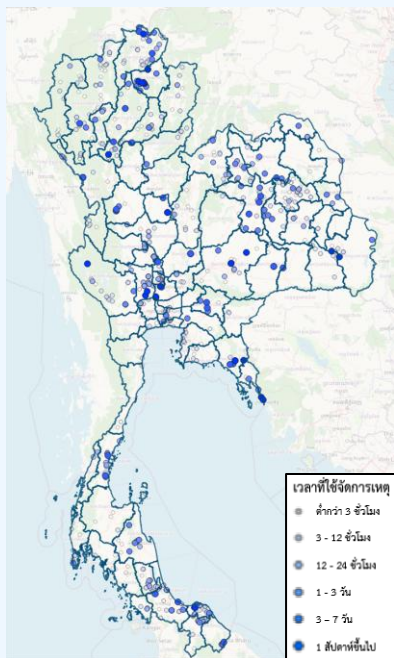 เวลาที่ใช้จัดการเหตุ
ต่ำกว่า 3 ชั่วโมง
3 - 12 ชั่วโมง
12 - 24 ชั่วโมง
1 - 3 วัน
3 – 7 วัน
1 สัปดาห์ขึ้นไป